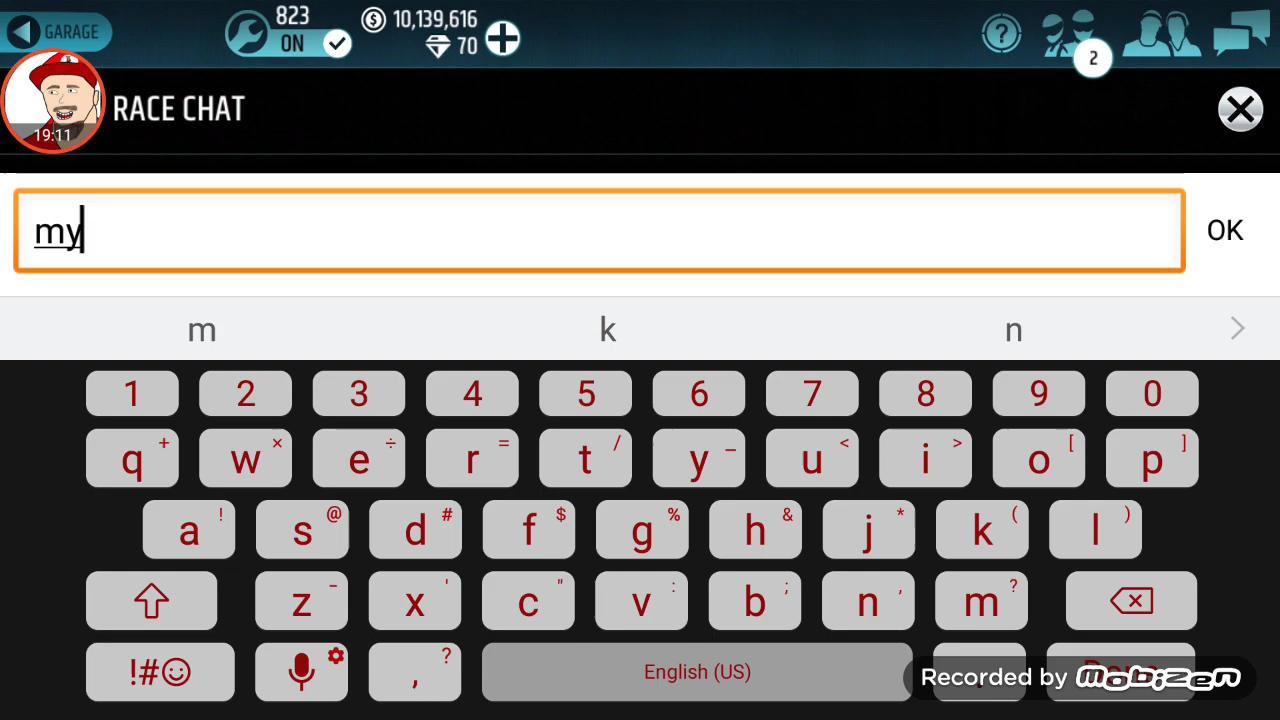 GARAGE
823
ON
10,139,616
70
?
2
19:11
RACE CHAT
my
OK
m k n
1 2 3 4 5 6 7 8 9 0
q + w × e ÷ r = t / y _ u < i > o [ p ]
a ! s @ d # f $ g % h & j * k ( l )
z - x ' c " v : b ; n , m ?
!#☺ , ? English (US)
Recorded by mobizen